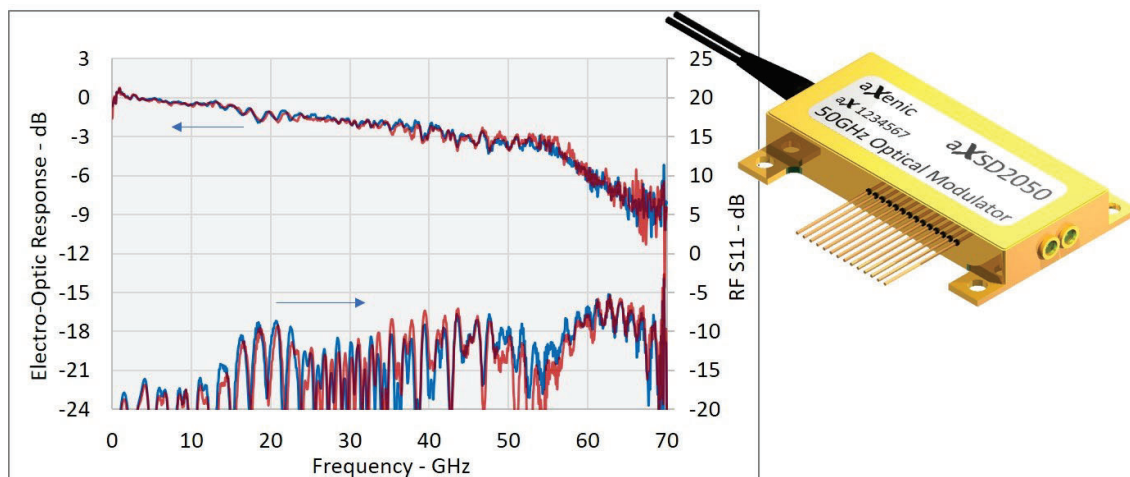 3
0
-3
-6
-9
-12
-15
-18
-21
-24
Electro-Optic Response - dB
25
20
15
10
5
0
-5
-10
-15
-20
RF S11 - dB
0 10 20 30 40 50 60 70
Frequency - GHz
aXenic
aX 1234567
aXSD2050
50GHz Optical Modulator